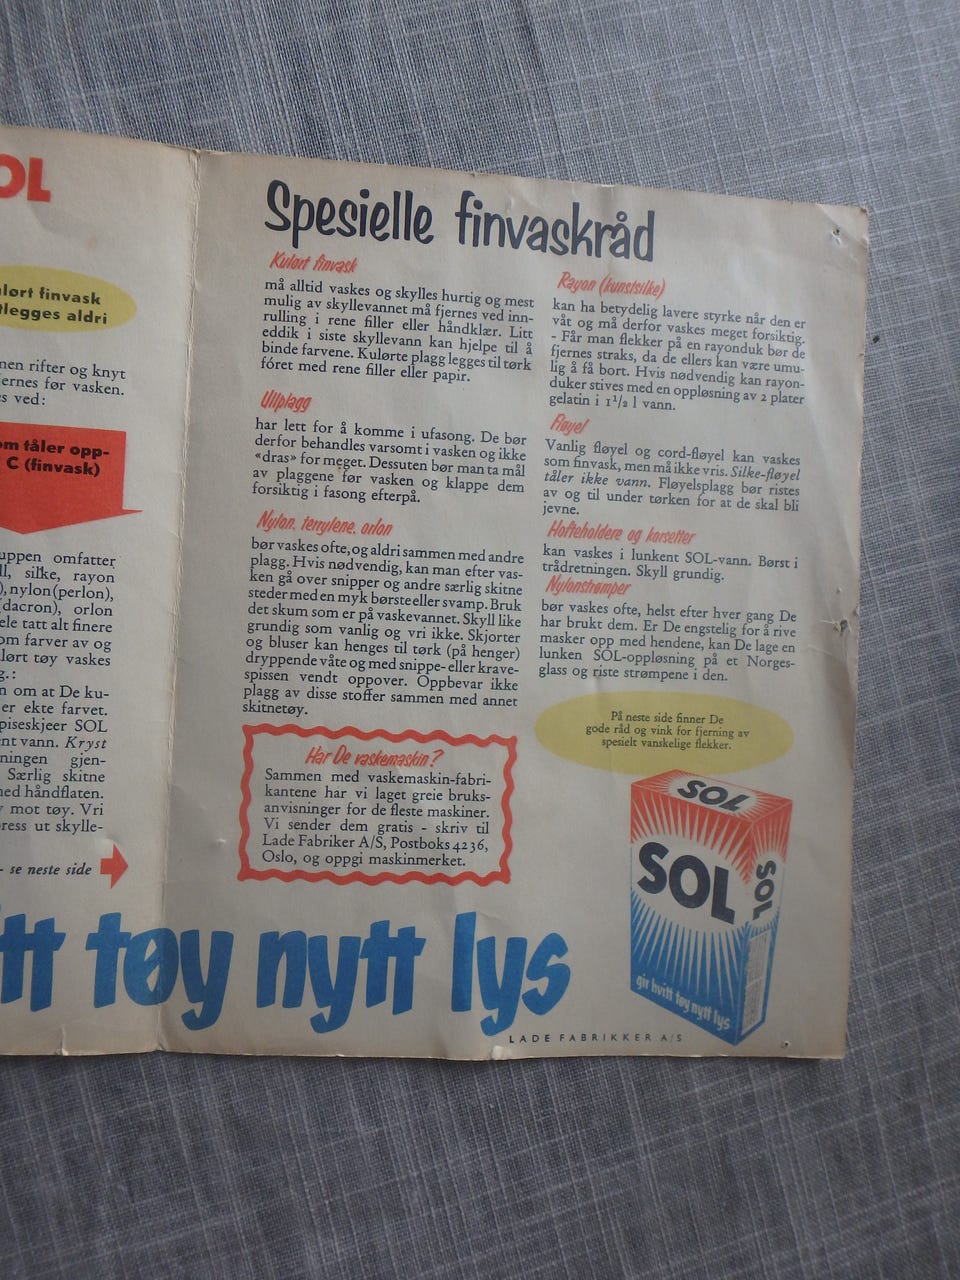 OL
lørt finvask
tlegges aldri
nen rifter og knyt
jernes før vasken.
s ved:
om tåler opp-
C (finvask)
uppen omfatter
ll, silke, rayon
), nylon (perlon),
(dacron), orlon
ele tatt alt finere
om farver av og
lørt tøy vaskes
g.:
n om at De ku-
er ekte farvet.
piseskjeer SOL
ent vann. Kryst
ningen gjen-
Særlig skitne
med håndflaten.
v mot tøy. Vri
ress ut skylle-
- se neste side
Spesielle finvaskråd
Kulørt finvask
må alltid vaskes og skylles hurtig og mest
mulig av skyllevannet må fjernes ved inn-
rulling i rene filler eller håndklær. Litt
eddik i siste skyllevann kan hjelpe til å
binde farvene. Kulørte plagg legges til tørk
fóret med rene filler eller papir.
Ullplagg
har lett for å komme i ufasong. De bør
derfor behandles varsomt i vasken og ikke
«dras» for meget. Dessuten bør man ta mål
av plaggene før vasken og klappe dem
forsiktig i fasong efterpå.
Nylon, terrylene, orlon
bør vaskes ofte, og aldri sammen med andre
plagg. Hvis nødvendig, kan man efter vas-
ken gå over snipper og andre særlig skitne
steder med en myk børste eller svamp. Bruk
det skum som er på vaskevannet. Skyll like
grundig som vanlig og vri ikke. Skjorter
og bluser kan henges til tørk (på henger)
dryppende våte og med snippe- eller krave-
spissen vendt oppover. Oppbevar ikke
plagg av disse stoffer sammen med annet
skitnetøy.
Har De vaskemaskin?
Sammen med vaskemaskin-fabri-
kantene har vi laget greie bruks-
anvisninger for de fleste maskiner.
Vi sender dem gratis - skriv til
Lade Fabriker A/S, Postboks 4236,
Oslo, og oppgi maskinmerket.
Rayon (kunstsilke)
kan ha betydelig lavere styrke når den er
våt og må derfor vaskes meget forsiktig.
- Får man flekker på en rayonduk bør de
fjernes straks, da de ellers kan være umu-
lig å få bort. Hvis nødvendig kan rayon-
duker stives med en oppløsning av 2 plater
gelatin i 1 1/2 l vann.
Fløyel
Vanlig fløyel og cord-fløyel kan vaskes
som finvask, men må ikke vris. Silke-fløyel
tåler ikke vann. Fløyelsplagg bør ristes
av og til under tørken for at de skal bli
jevne.
Hofteholdere og korsetter
kan vaskes i lunkent SOL-vann. Børst i
trådretningen. Skyll grundig.
Nylonstrømper
bør vaskes ofte, helst efter hver gang De
har brukt dem. Er De engstelig for å rive
masker opp med hendene, kan De lage en
lunken SOL-oppløsning på et Norges-
glass og riste strømpene i den.
På neste side finner De
gode råd og vink for fjerning av
spesielt vanskelige flekker.
SOL
SOL
SOL
gir hvitt tøy nytt lys
itt tøy nytt lys
LADE FABRIKKER A/S